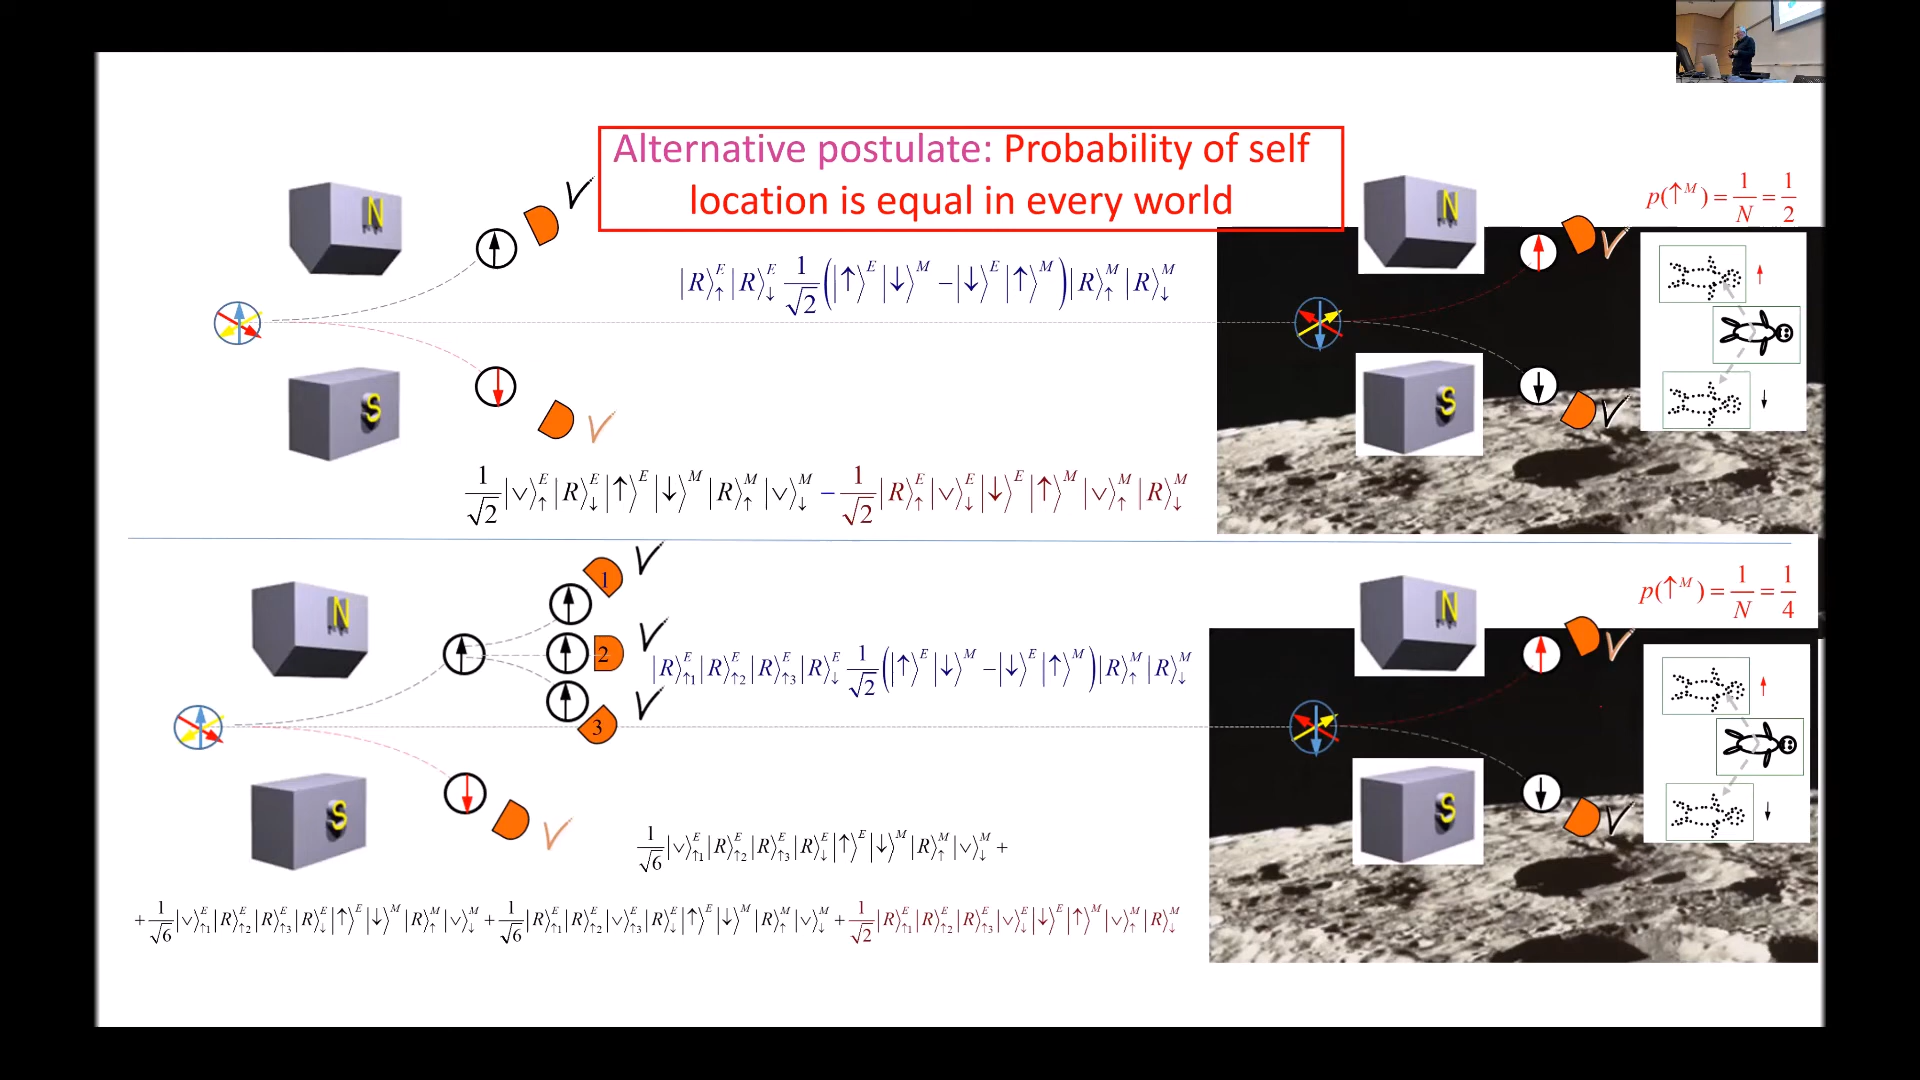 Alternative postulate: Probability of self
location is equal in every world
N
N
p(↑^M) = 1/N = 1/2
|R⟩^E_↑ |R⟩^E_↓ 1/√2 (|↑⟩^E |↓⟩^M − |↓⟩^E |↑⟩^M) |R⟩^M_↑ |R⟩^M_↓
S
S
1/√2 |✓⟩^E_↑ |R⟩^E_↓ |↑⟩^E |↓⟩^M |R⟩^M_↑ |✓⟩^M_↓ − 1/√2 |R⟩^E_↑ |✓⟩^E_↓ |↓⟩^E |↑⟩^M |✓⟩^M_↑ |R⟩^M_↓
N
1
2
3
N
p(↑^M) = 1/N = 1/4
|R⟩^E_↑1 |R⟩^E_↑2 |R⟩^E_↑3 |R⟩^E_↓ 1/√2 (|↑⟩^E |↓⟩^M − |↓⟩^E |↑⟩^M) |R⟩^M_↑ |R⟩^M_↓
S
S
1/√6 |✓⟩^E_↑1 |R⟩^E_↑2 |R⟩^E_↑3 |R⟩^E_↓ |↑⟩^E |↓⟩^M |R⟩^M_↑ |✓⟩^M_↓ +
+ 1/√6 |✓⟩^E_↑1 |R⟩^E_↑2 |R⟩^E_↑3 |R⟩^E_↓ |↑⟩^E |↓⟩^M |R⟩^M_↑ |✓⟩^M_↓ + 1/√6 |R⟩^E_↑1 |R⟩^E_↑2 |✓⟩^E_↑3 |R⟩^E_↓ |↑⟩^E |↓⟩^M |R⟩^M_↑ |✓⟩^M_↓ + 1/√2 |R⟩^E_↑1 |R⟩^E_↑2 |R⟩^E_↑3 |✓⟩^E_↓ |↓⟩^E |↑⟩^M |✓⟩^M_↑ |R⟩^M_↓